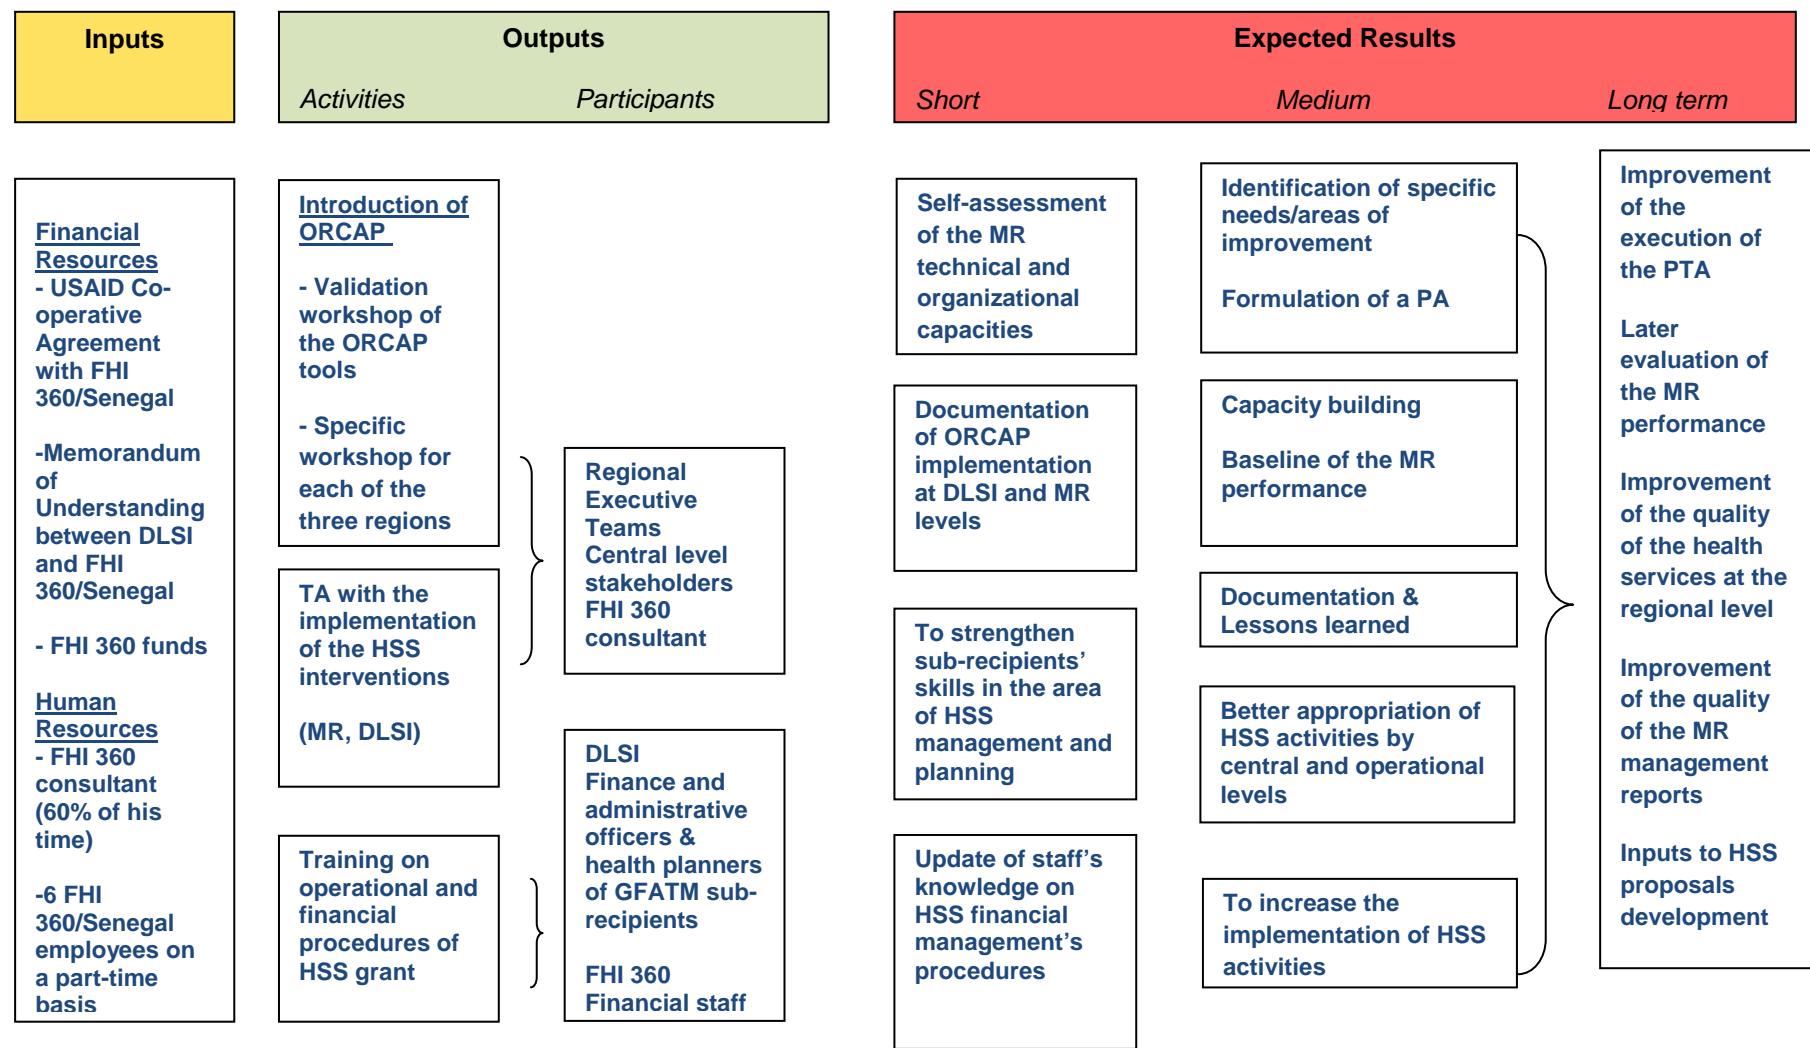 Inputs
Outputs
Activities
Participants
Expected Results
Short
Medium
Long term
Financial
Resources
- USAID Co-
operative
Agreement
with FHI
360/Senegal
-Memorandum
of
Understanding
between DLSI
and FHI
360/Senegal
- FHI 360 funds
Human
Resources
- FHI 360
consultant
(60% of his
time)
-6 FHI
360/Senegal
employees on
a part-time
basis
Introduction of
ORCAP
- Validation
workshop of
the ORCAP
tools
- Specific
workshop for
each of the
three regions
TA with the
implementation
of the HSS
interventions
(MR, DLSI)
Training on
operational and
financial
procedures of
HSS grant
Regional
Executive
Teams
Central level
stakeholders
FHI 360
consultant
DLSI
Finance and
administrative
officers &
health planners
of GFATM sub-
recipients
FHI 360
Financial staff
Self-assessment
of the MR
technical and
organizational
capacities
Documentation
of ORCAP
implementation
at DLSI and MR
levels
To strengthen
sub-recipients’
skills in the area
of HSS
management and
planning
Update of staff’s
knowledge on
HSS financial
management’s
procedures
Identification of specific
needs/areas of
improvement
Formulation of a PA
Capacity building
Baseline of the MR
performance
Documentation &
Lessons learned
Better appropriation of
HSS activities by
central and operational
levels
To increase the
implementation of HSS
activities
Improvement
of the
execution of
the PTA
Later
evaluation of
the MR
performance
Improvement
of the quality
of the health
services at the
regional level
Improvement
of the quality
of the MR
management
reports
Inputs to HSS
proposals
development